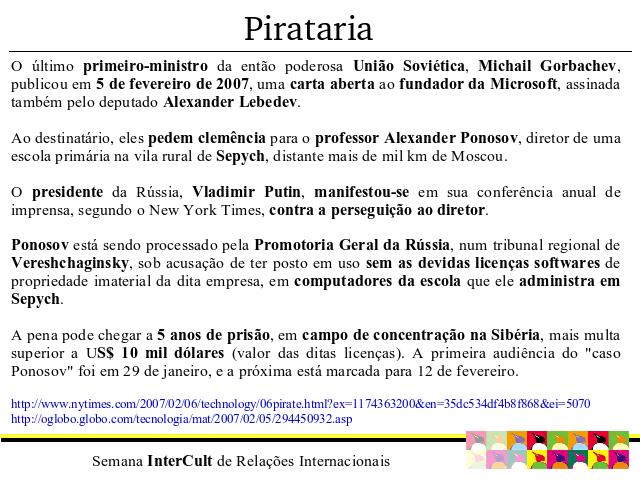 Pirataria
O último primeiro-ministro da então poderosa União Soviética, Michail Gorbachev,
publicou em 5 de fevereiro de 2007, uma carta aberta ao fundador da Microsoft, assinada
também pelo deputado Alexander Lebedev.
Ao destinatário, eles pedem clemência para o professor Alexander Ponosov, diretor de uma
escola primária na vila rural de Sepych, distante mais de mil km de Moscou.
O presidente da Rússia, Vladimir Putin, manifestou-se em sua conferência anual de
imprensa, segundo o New York Times, contra a perseguição ao diretor.
Ponosov está sendo processado pela Promotoria Geral da Rússia, num tribunal regional de
Vereshchaginsky, sob acusação de ter posto em uso sem as devidas licenças softwares de
propriedade imaterial da dita empresa, em computadores da escola que ele administra em
Sepych.
A pena pode chegar a 5 anos de prisão, em campo de concentração na Sibéria, mais multa
superior a US$ 10 mil dólares (valor das ditas licenças). A primeira audiência do "caso
Ponosov" foi em 29 de janeiro, e a próxima está marcada para 12 de fevereiro.
http://www.nytimes.com/2007/02/06/technology/06pirate.html?ex=1174363200&en=35dc534df4b8f868&ei=5070
http://oglobo.globo.com/tecnologia/mat/2007/02/05/294450932.asp
Semana InterCult de Relações Internacionais